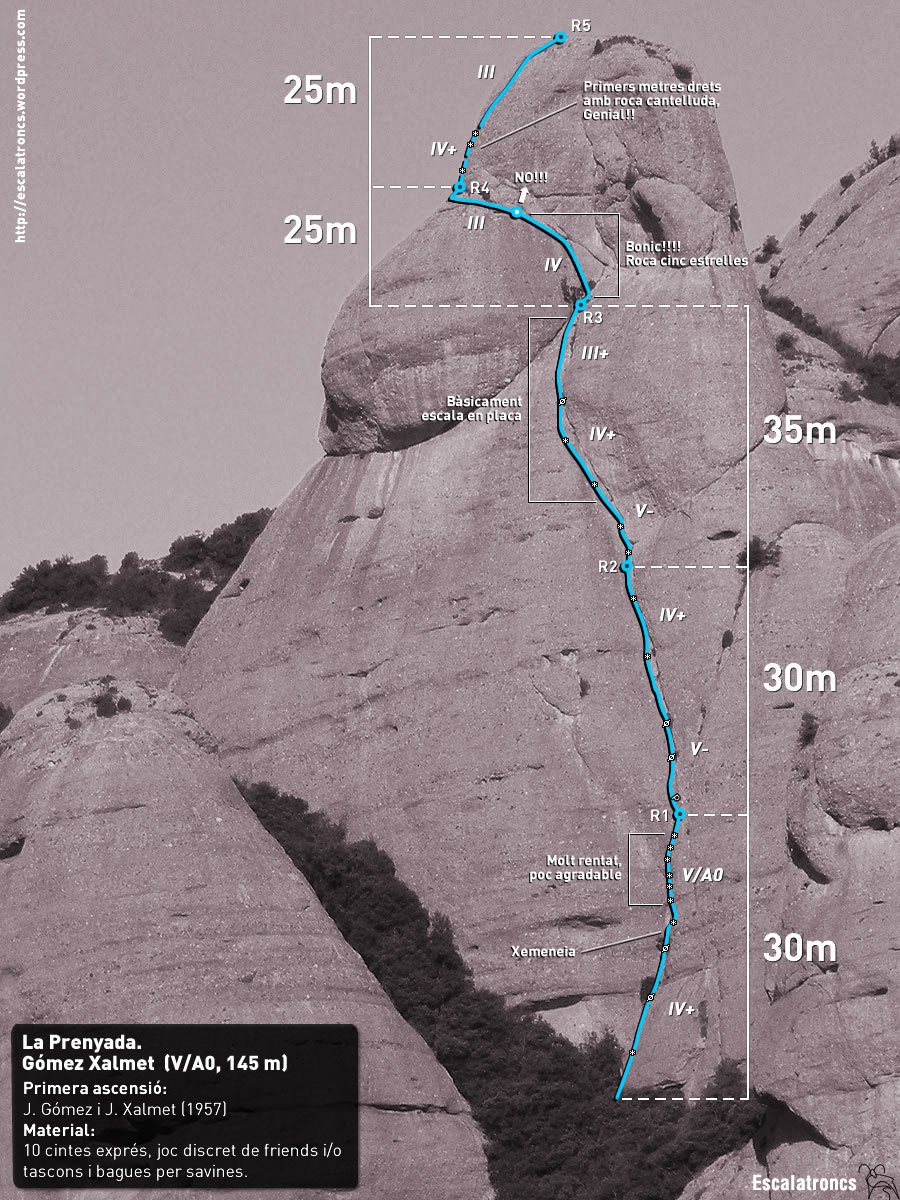 http://escalatroncs.wordpress.com
R5
25m
III
Primers metres drets
amb roca cantelluda,
Genial!!
IV+
NO!!!
R4
25m
III
IV
Bonic!!!!
Roca cinc estrelles
R3
III+
Bàsicament
escala en placa
IV+
35m
V-
R2
IV+
30m
V-
R1
Molt rentat,
poc agradable
V/A0
Xemeneia
30m
IV+
La Prenyada.
Gómez Xalmet (V/A0, 145 m)
Primera ascensió:
J. Gómez i J. Xalmet (1957)
Material:
10 cintes exprés, joc discret de friends i/o
tascons i bagues per savines.
Escalatroncs